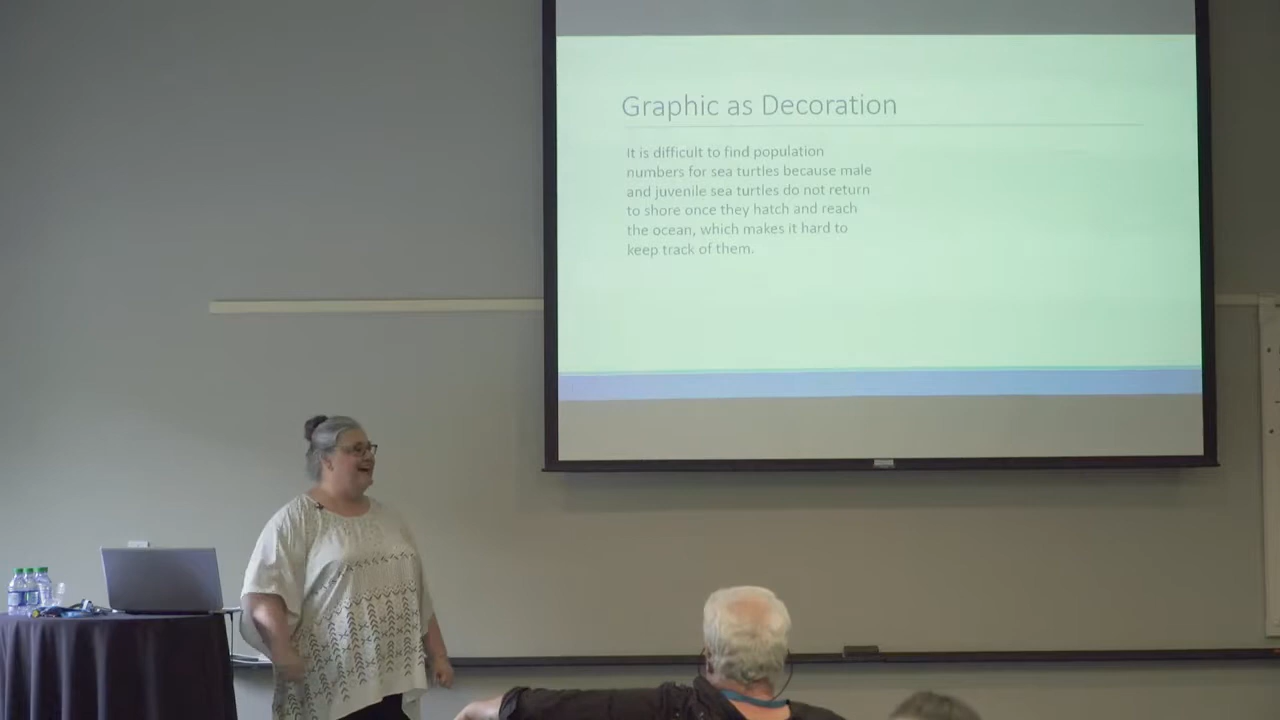 Graphic as Decoration
It is difficult to find population
numbers for sea turtles because male
and juvenile sea turtles do not return
to shore once they hatch and reach
the ocean, which makes it hard to
keep track of them.